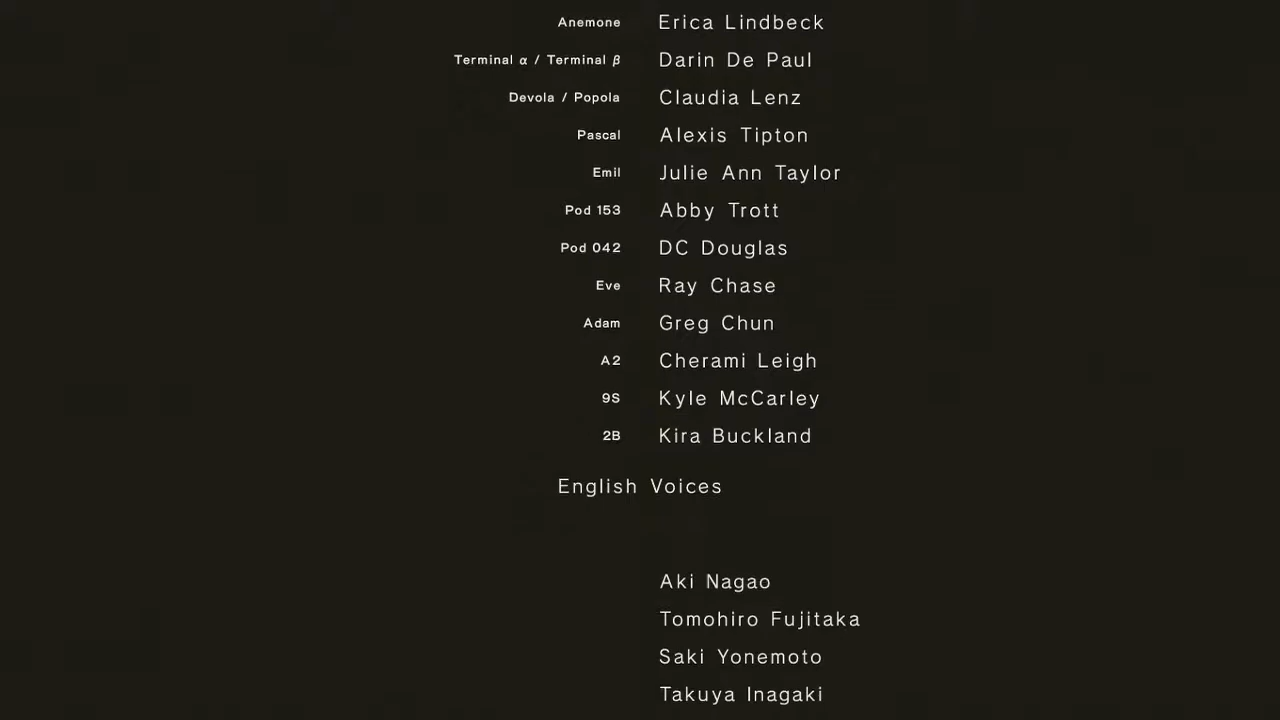 Anemone Erica Lindbeck
Terminal α / Terminal β Darin De Paul
Devola / Popola Claudia Lenz
Pascal Alexis Tipton
Emil Julie Ann Taylor
Pod 153 Abby Trott
Pod 042 DC Douglas
Eve Ray Chase
Adam Greg Chun
A2 Cherami Leigh
9S Kyle McCarley
2B Kira Buckland
English Voices
Aki Nagao
Tomohiro Fujitaka
Saki Yonemoto
Takuya Inagaki